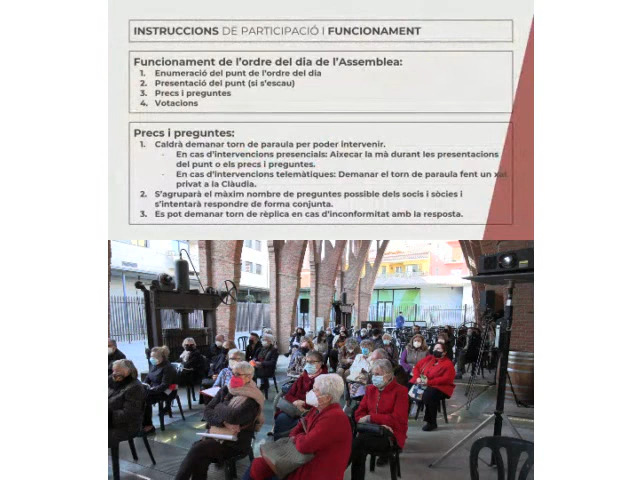 INSTRUCCIONS DE PARTICIPACIÓ I FUNCIONAMENT
Funcionament de l'ordre del dia de l'Assemblea:
1. Enumeració del punt de l'ordre del dia
2. Presentació del punt (si s'escau)
3. Precs i preguntes
4. Votacions
Precs i preguntes:
1. Caldrà demanar torn de paraula per poder intervenir.
- En cas d'intervencions presencials: Aixecar la mà durant les presentacions
del punt o els precs i preguntes.
- En cas d'intervencions telemàtiques: Demanar el torn de paraula fent un xat
privat a la Clàudia.
2. S'agruparà el màxim nombre de preguntes possible dels socis i sòcies i
s'intentarà respondre de forma conjunta.
3. Es pot demanar torn de rèplica en cas d'inconformitat amb la resposta.